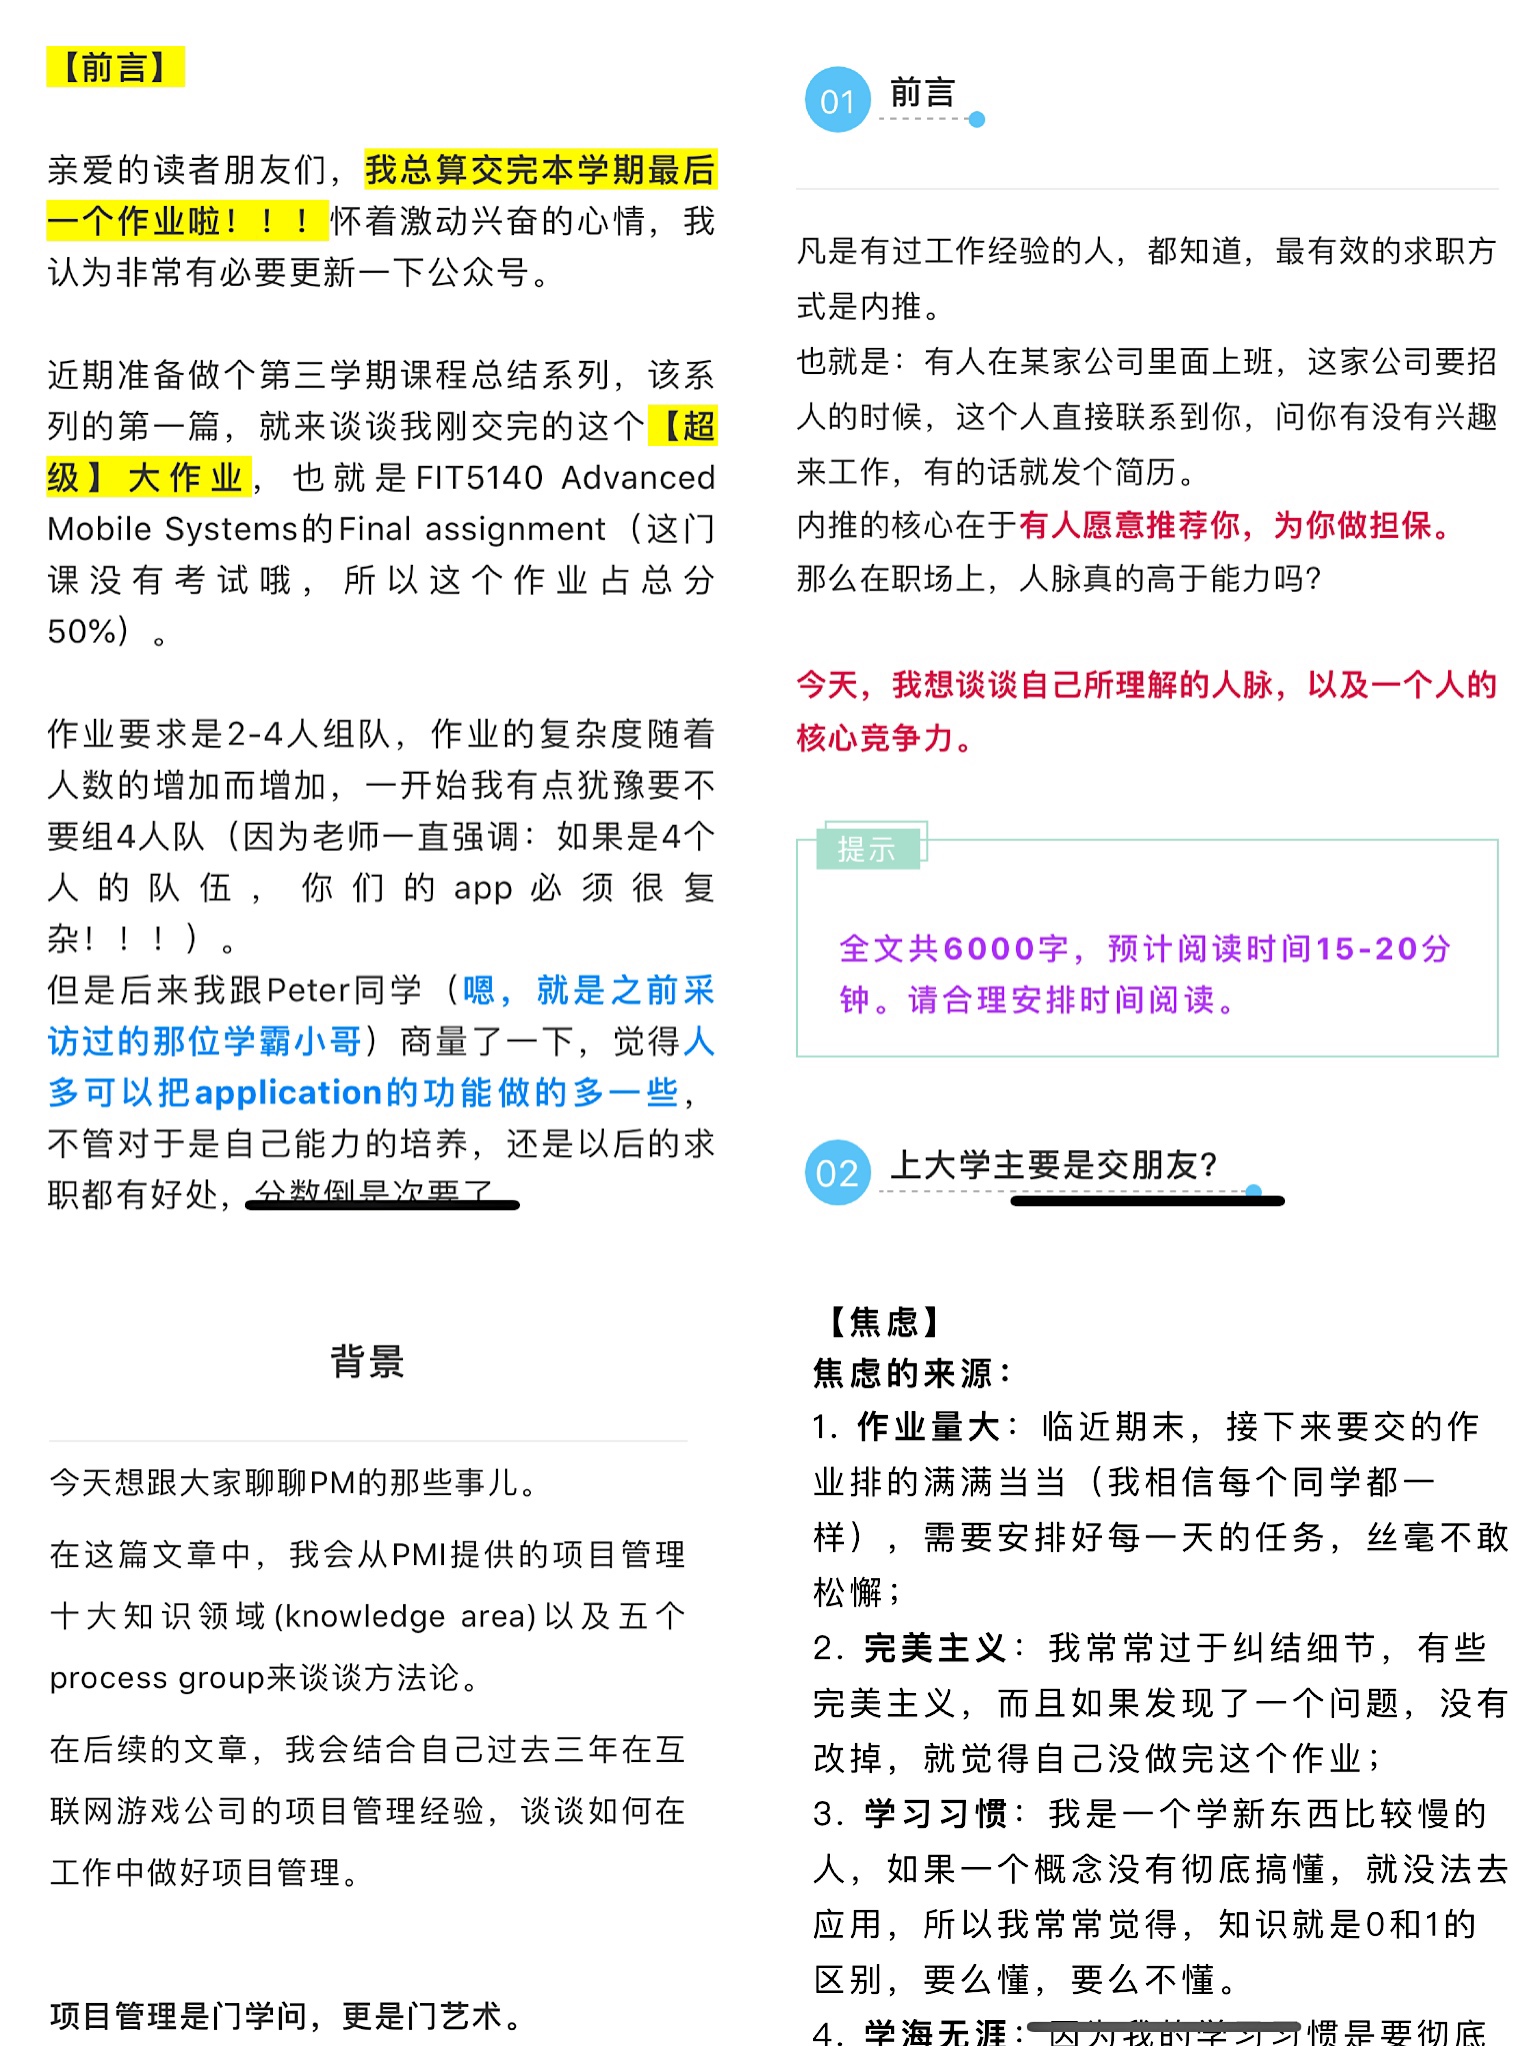 【前言】
亲爱的读者朋友们，我总算交完本学期最后
一个作业啦！！！怀着激动兴奋的心情，我
认为非常有必要更新一下公众号。
近期准备做个第三学期课程总结系列，该系
列的第一篇，就来谈谈我刚交完的这个【超
级】大作业，也就是FIT5140 Advanced
Mobile Systems的Final assignment（这门
课没有考试哦，所以这个作业占总分
50%）。
作业要求是2-4人组队，作业的复杂度随着
人数的增加而增加，一开始我有点犹豫要不
要组4人队（因为老师一直强调：如果是4个
人的队伍，你们的app必须很复
杂！！！）。
但是后来我跟Peter同学（嗯，就是之前采
访过的那位学霸小哥）商量了一下，觉得人
多可以把application的功能做的多一些，
不管对于是自己能力的培养，还是以后的求
职都有好处，分数倒是次要了
01 前言
凡是有过工作经验的人，都知道，最有效的求职方
式是内推。
也就是：有人在某家公司里面上班，这家公司要招
人的时候，这个人直接联系到你，问你有没有兴趣
来工作，有的话就发个简历。
内推的核心在于有人愿意推荐你，为你做担保。
那么在职场上，人脉真的高于能力吗？
今天，我想谈谈自己所理解的人脉，以及一个人的
核心竞争力。
提示
全文共6000字，预计阅读时间15-20分
钟。请合理安排时间阅读。
02 上大学主要是交朋友？
背景
今天想跟大家聊聊PM的那些事儿。
在这篇文章中，我会从PMI提供的项目管理
十大知识领域(knowledge area)以及五个
process group来谈谈方法论。
在后续的文章，我会结合自己过去三年在互
联网游戏公司的项目管理经验，谈谈如何在
工作中做好项目管理。
项目管理是门学问，更是门艺术。
【焦虑】
焦虑的来源：
1. 作业量大：临近期末，接下来要交的作
业排的满满当当（我相信每个同学都一
样），需要安排好每一天的任务，丝毫不敢
松懈；
2. 完美主义：我常常过于纠结细节，有些
完美主义，而且如果发现了一个问题，没有
改掉，就觉得自己没做完这个作业；
3. 学习习惯：我是一个学新东西比较慢的
人，如果一个概念没有彻底搞懂，就没法去
应用，所以我常常觉得，知识就是0和1的
区别，要么懂，要么不懂。
4. 学海无涯：因为我的学习习惯是要彻底